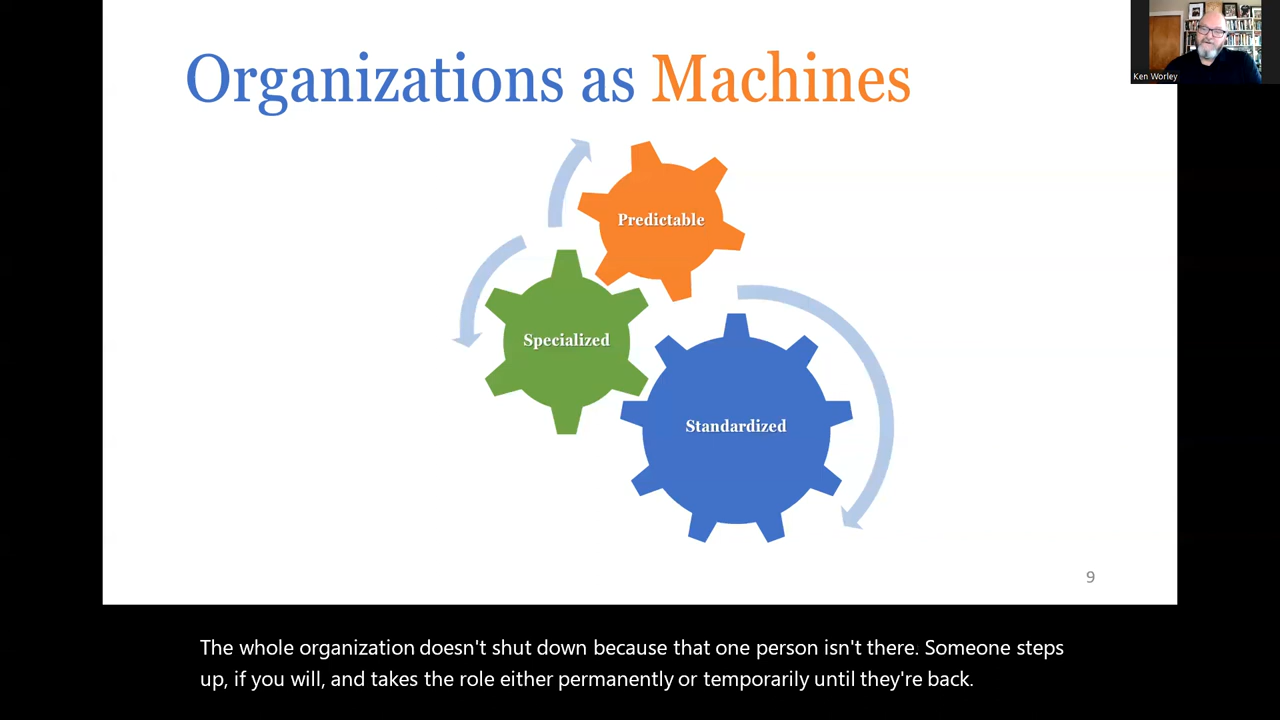 Organizations as Machines
Ken Worley
Predictable
Specialized
Standardized
9
The whole organization doesn't shut down because that one person isn't there. Someone steps
up, if you will, and takes the role either permanently or temporarily until they're back.